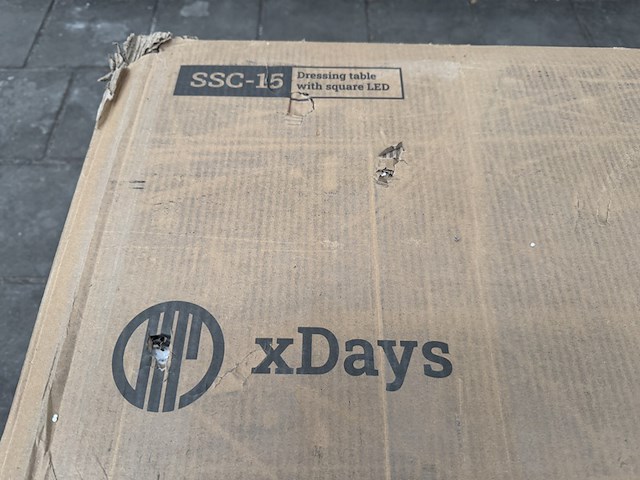 SSC-15
Dressing table
with square LED
xDays